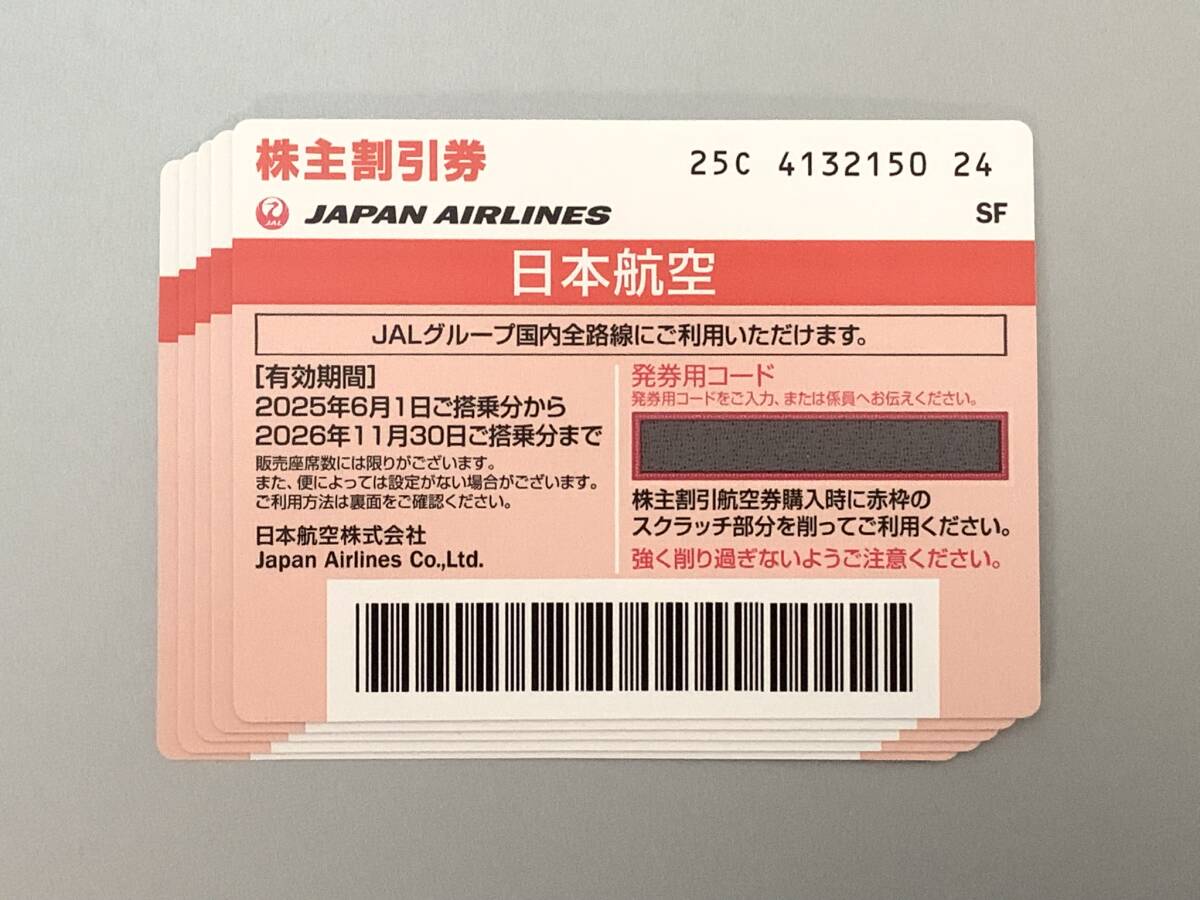 株主割引券
25C 4132150 24
JAL JAPAN AIRLINES
SF
日本航空
JALグループ国内全路線にご利用いただけます。
[有効期間]
2025年6月1日ご搭乗分から
2026年11月30日ご搭乗分まで
販売座席数には限りがございます。
また、便によっては設定がない場合がございます。
ご利用方法は裏面をご確認ください。
日本航空株式会社
Japan Airlines Co.,Ltd.
発券用コード
発券用コードをご入力、または係員へお伝えください。
株主割引航空券購入時に赤枠の
スクラッチ部分を削ってご利用ください。
強く削り過ぎないようご注意ください。